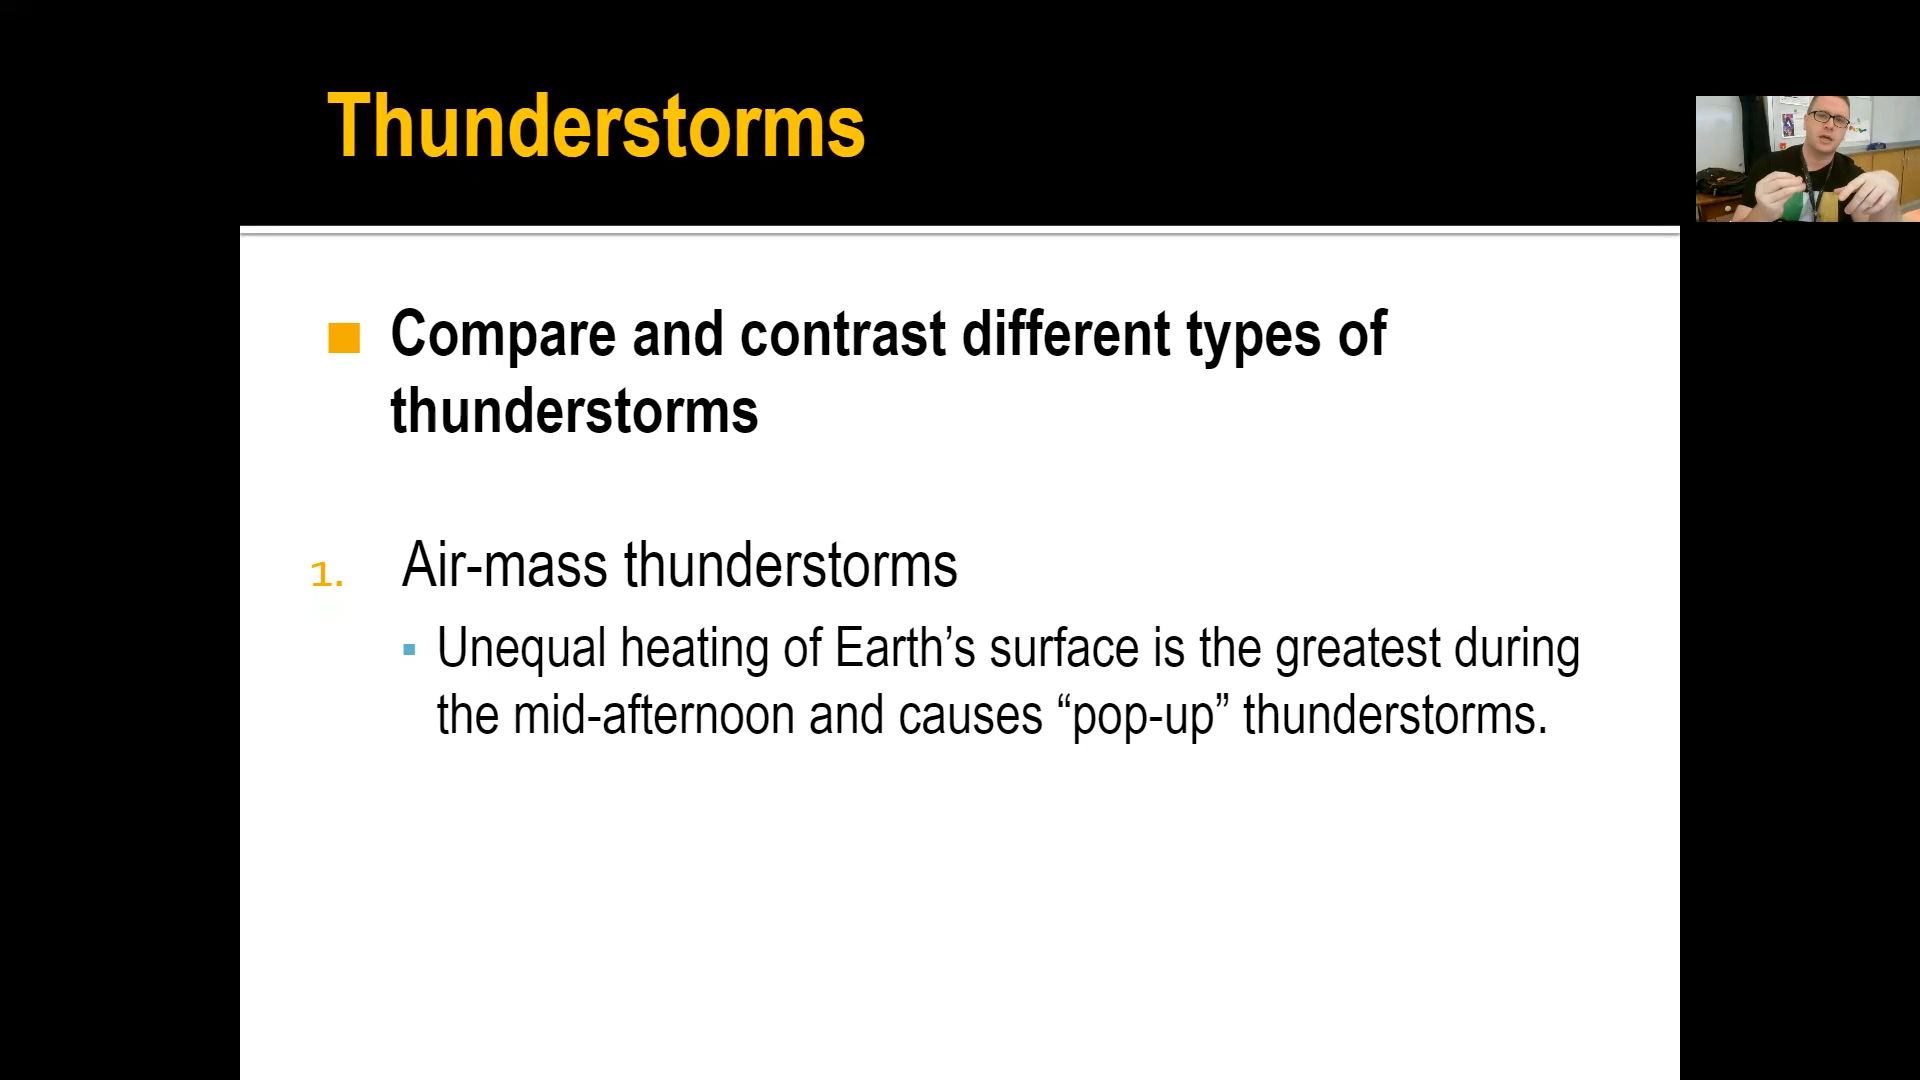 Thunderstorms
■ Compare and contrast different types of
thunderstorms
1. Air-mass thunderstorms
▪ Unequal heating of Earth’s surface is the greatest during
the mid-afternoon and causes “pop-up” thunderstorms.